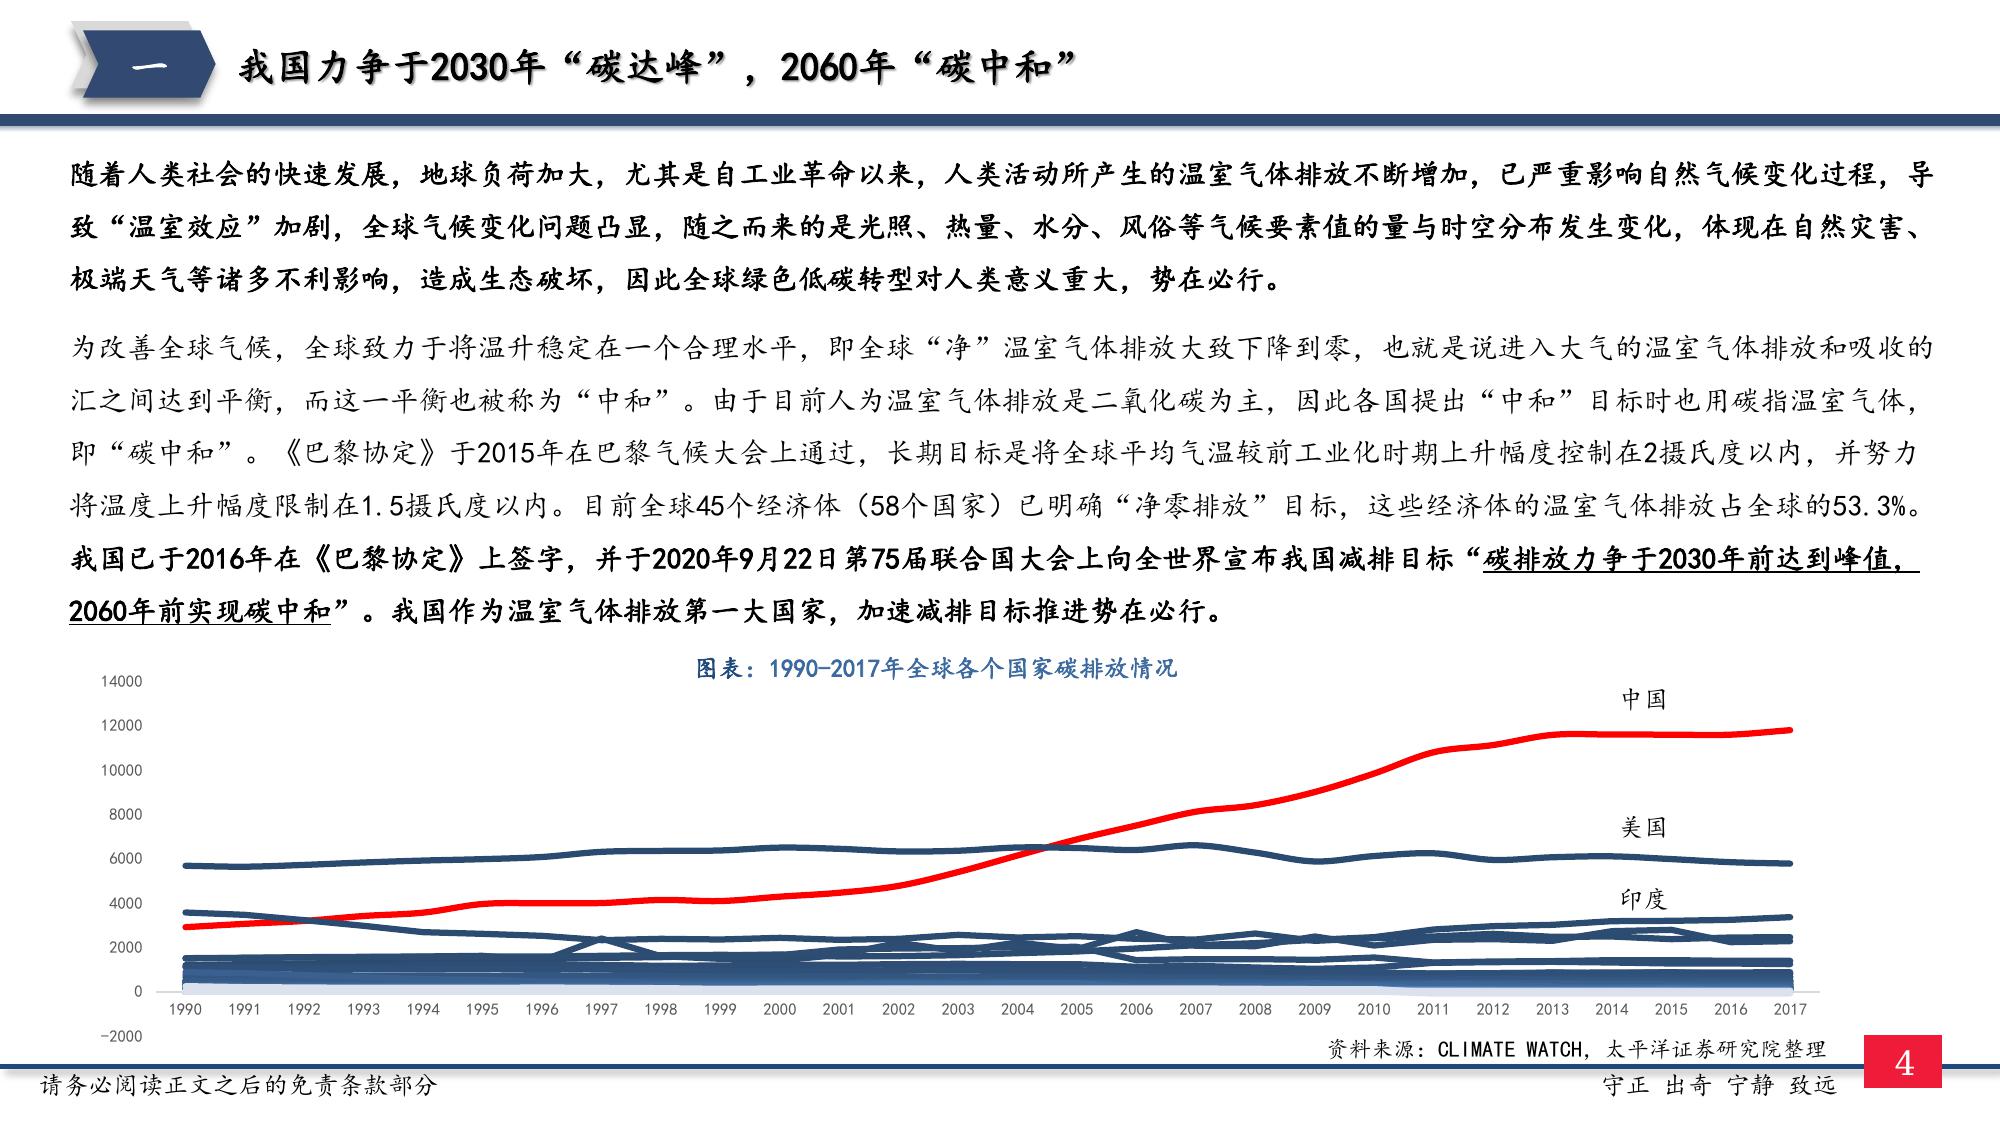 一
我国力争于2030年“碳达峰”，2060年“碳中和”
随着人类社会的快速发展，地球负荷加大，尤其是自工业革命以来，人类活动所产生的温室气体排放不断增加，已严重影响自然气候变化过程，导
致“温室效应”加剧，全球气候变化问题凸显，随之而来的是光照、热量、水分、风俗等气候要素值的量与时空分布发生变化，体现在自然灾害、
极端天气等诸多不利影响，造成生态破坏，因此全球绿色低碳转型对人类意义重大，势在必行。
为改善全球气候，全球致力于将温升稳定在一个合理水平，即全球“净”温室气体排放大致下降到零，也就是说进入大气的温室气体排放和吸收的
汇之间达到平衡，而这一平衡也被称为“中和”。由于目前人为温室气体排放是二氧化碳为主，因此各国提出“中和”目标时也用碳指温室气体，
即“碳中和”。《巴黎协定》于2015年在巴黎气候大会上通过，长期目标是将全球平均气温较前工业化时期上升幅度控制在2摄氏度以内，并努力
将温度上升幅度限制在1.5摄氏度以内。目前全球45个经济体（58个国家）已明确“净零排放”目标，这些经济体的温室气体排放占全球的53.3%。
我国已于2016年在《巴黎协定》上签字，并于2020年9月22日第75届联合国大会上向全世界宣布我国减排目标“碳排放力争于2030年前达到峰值，
2060年前实现碳中和”。我国作为温室气体排放第一大国家，加速减排目标推进势在必行。
图表：1990-2017年全球各个国家碳排放情况
14000
12000
10000
8000
6000
4000
2000
0
-2000
中国
美国
印度
1990 1991 1992 1993 1994 1995 1996 1997 1998 1999 2000 2001 2002 2003 2004 2005 2006 2007 2008 2009 2010 2011 2012 2013 2014 2015 2016 2017
资料来源：CLIMATE WATCH，太平洋证券研究院整理
请务必阅读正文之后的免责条款部分
守正 出奇 宁静 致远
4